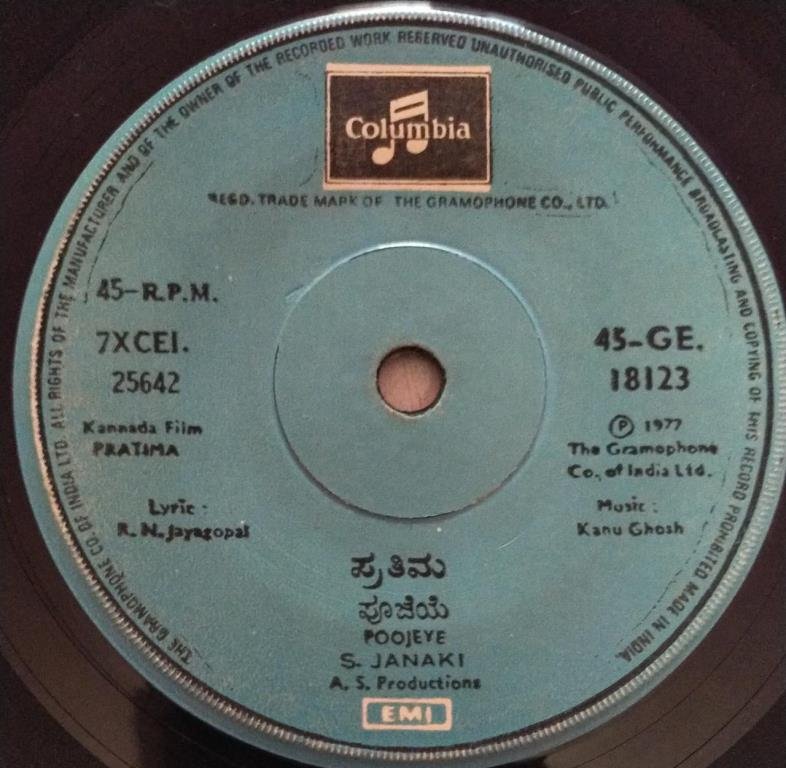 THE GRAMOPHONE CO. OF INDIA LTD. ALL RIGHTS OF THE MANUFACTURER AND OF THE OWNER OF THE RECORDED WORK RESERVED UNAUTHORISED PUBLIC PERFORMANCE BROADCASTING AND COPYING OF THIS RECORD PROHIBITED MADE IN INDIA.
Columbia
REGD. TRADE MARK OF THE GRAMOPHONE CO., LTD.
45-R.P.M.
7XCEI.
25642
Kannada Film
PRATIMA
Lyric :
R. N. Jayagopal
45-GE.
18123
Ⓟ 1977
The Gramophone
Co., of India Ltd.
Music :
Kanu Ghosh
ಪ್ರತಿಮ
ಪೂಜೆಯೆ
POOJEYE
S. JANAKI
A. S. Productions
EMI